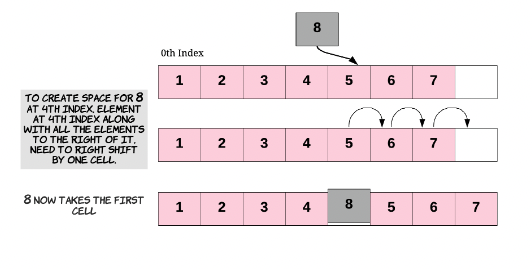 8
0th Index
1 2 3 4 5 6 7
TO CREATE SPACE FOR 8
AT 4TH INDEX. ELEMENT
AT 4TH INDEX ALONG
WITH ALL THE ELEMENTS
TO THE RIGHT OF IT.
NEED TO RIGHT SHIFT
BY ONE CELL.
1 2 3 4 5 6 7
8 NOW TAKES THE FIRST
CELL
1 2 3 4 8 5 6 7